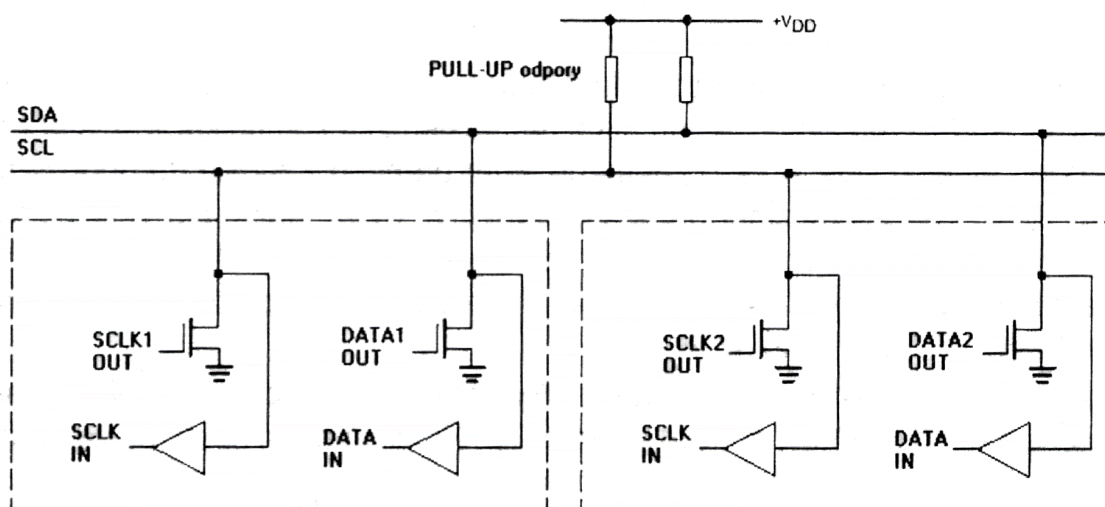 +VDD
PULL-UP odpory
SDA
SCL
SCLK1
OUT
DATA1
OUT
SCLK2
OUT
DATA2
OUT
SCLK
IN
DATA
IN
SCLK
IN
DATA
IN